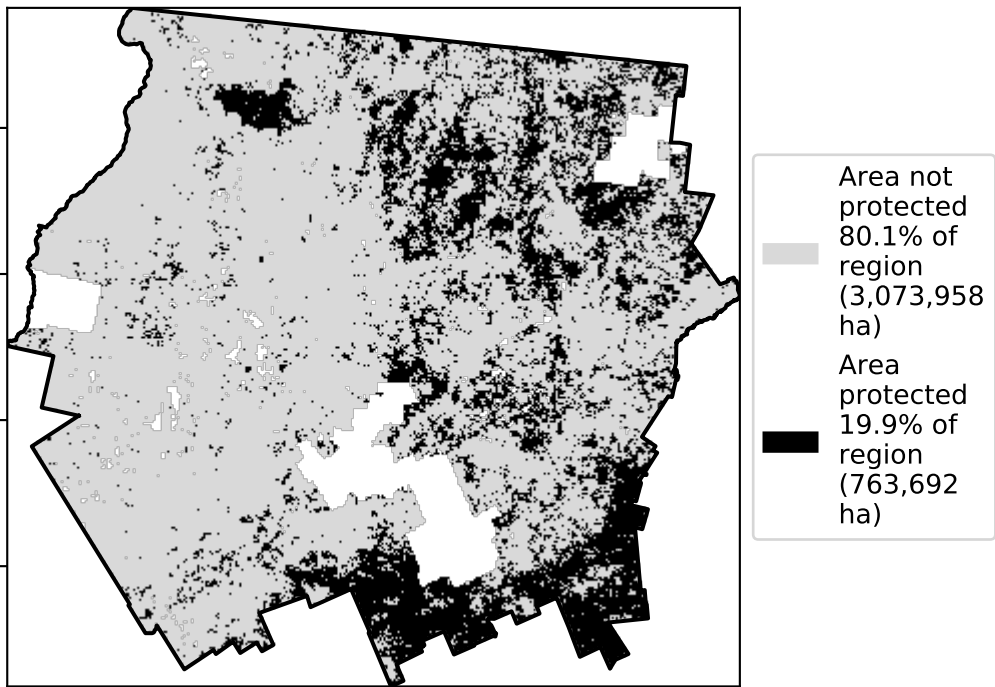 Area not
protected
80.1% of
region
(3,073,958
ha)
Area
protected
19.9% of
region
(763,692
ha)